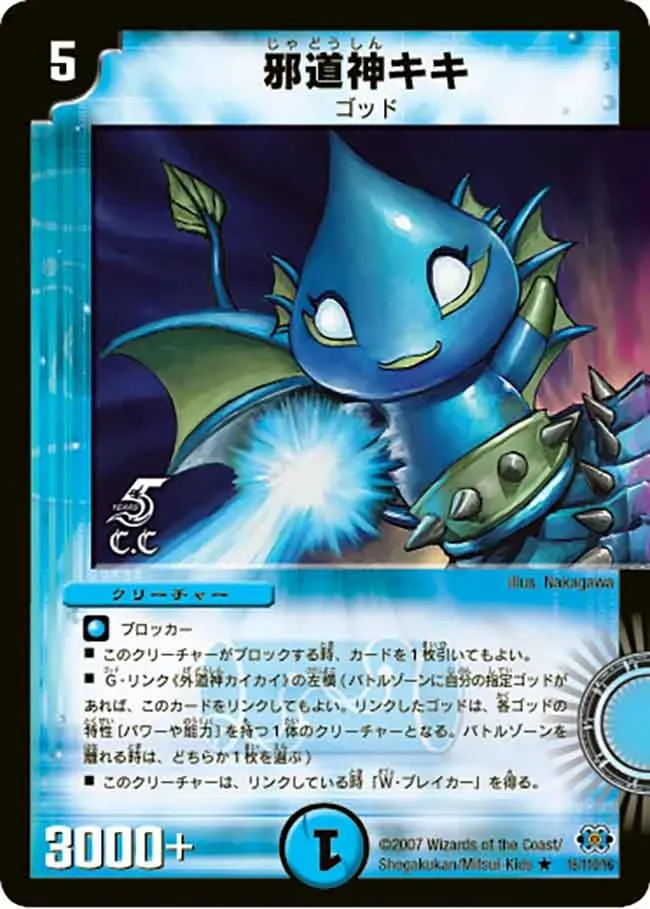 5
じゃどうしん
邪道神キキ
ゴッド
5
C.C
illus. Nakagawa
クリーチャー
ブロッカー
■ このクリーチャーがブロックする時、カードを1枚引いてもよい。
■ G・リンク《外道神カイカイ》の左横(バトルゾーンに自分の指定ゴッドが
あれば、このカードをリンクしてもよい。リンクしたゴッドは、各ゴッドの
特性[パワーや能力]を持つ1体のクリーチャーとなる。バトルゾーンを
離れる時は、どちらか1枚を選ぶ)
■ このクリーチャーは、リンクしている時「W・ブレイカー」を得る。
3000+
1
©2007 Wizards of the Coast/
Shogakukan/Mitsui-Kids ★